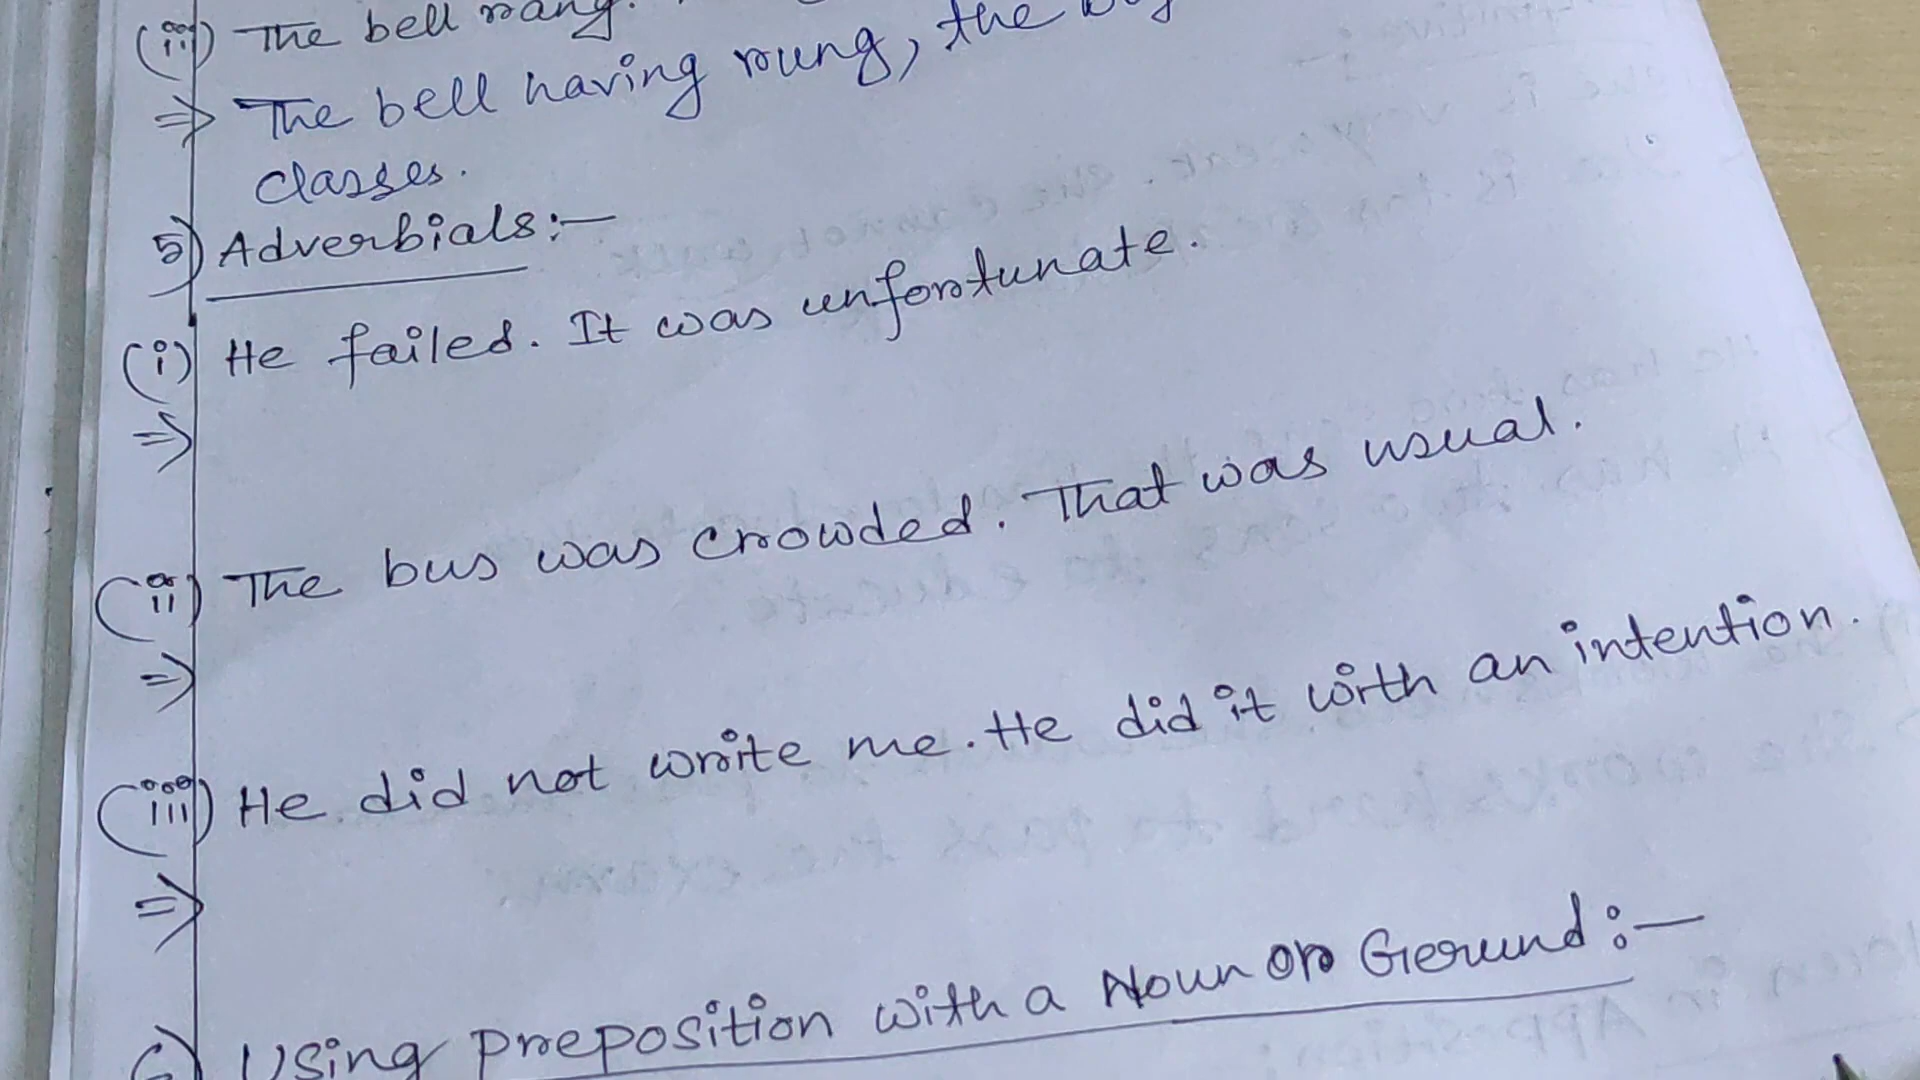 (iii) The bell rang.
⇒ The bell having rung, the
classes.
5) Adverbials:—
(i) He failed. It was unfortunate.
⇒
(ii) The bus was crowded. That was usual.
⇒
(iii) He did not write me. He did it with an intention.
⇒
Using preposition with a Noun or Gerund:—